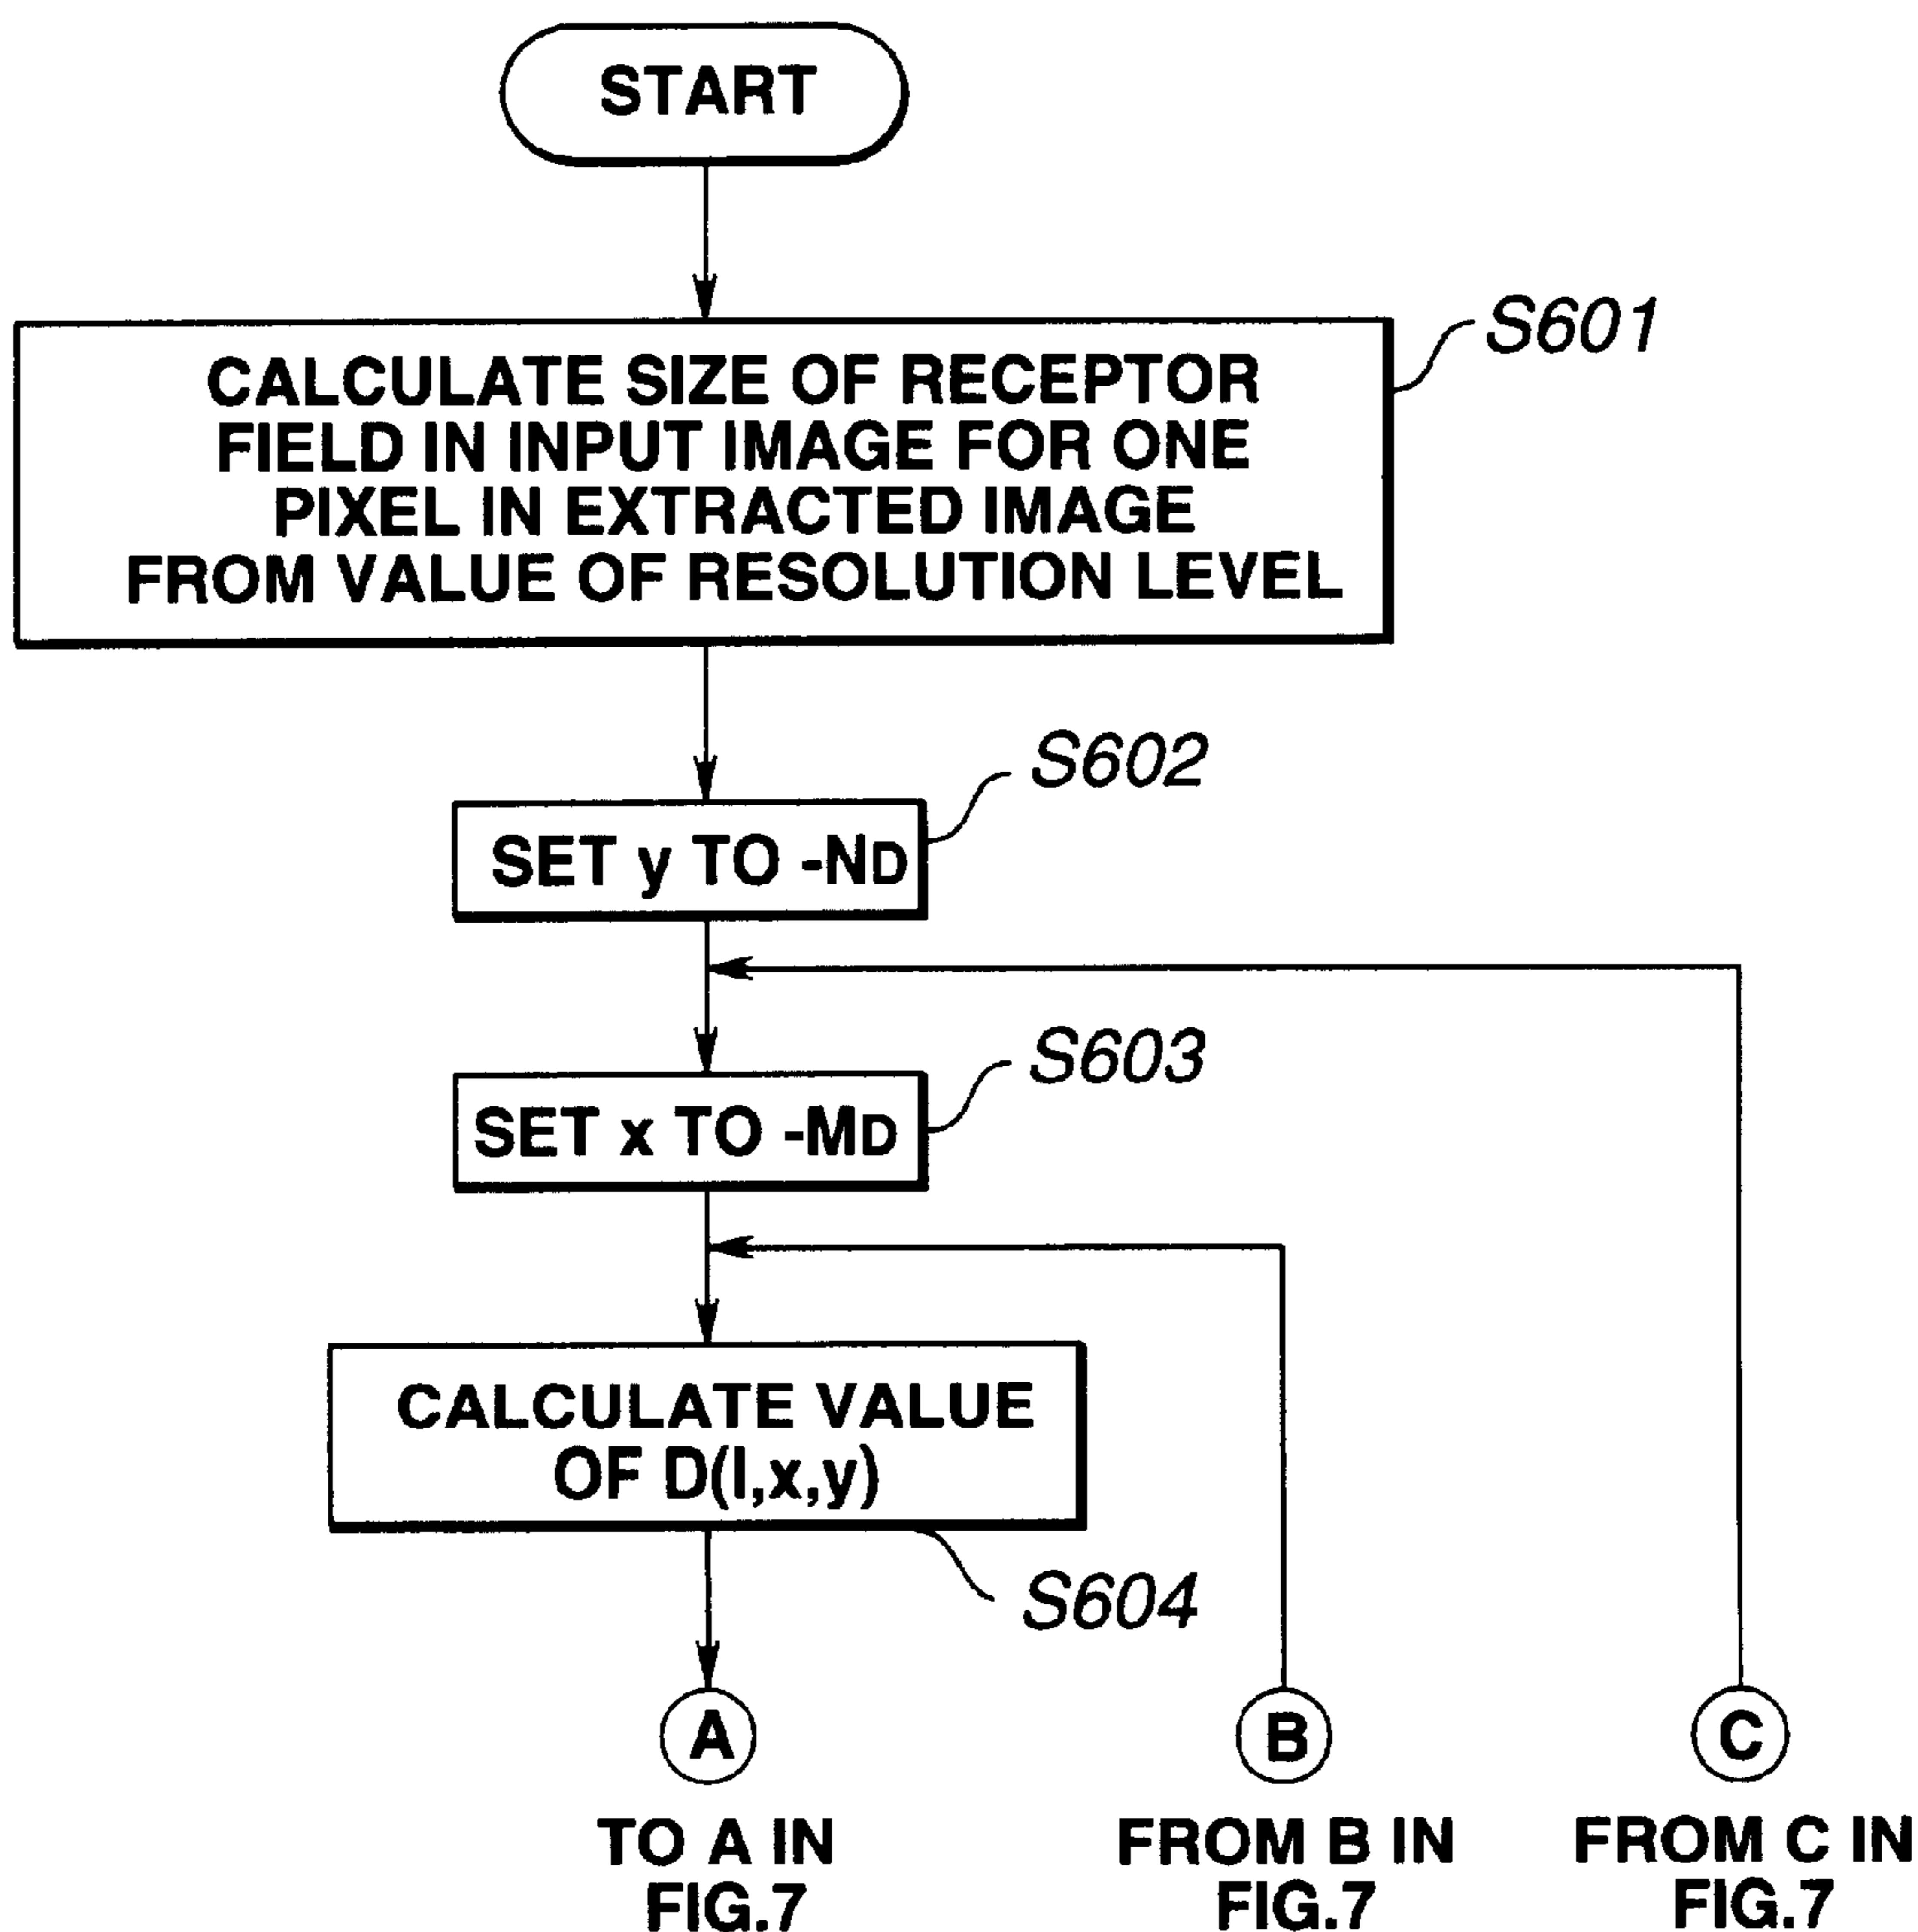 START
S601
CALCULATE SIZE OF RECEPTOR
FIELD IN INPUT IMAGE FOR ONE
PIXEL IN EXTRACTED IMAGE
FROM VALUE OF RESOLUTION LEVEL
S602
SET y TO -ND
S603
SET x TO -MD
CALCULATE VALUE
OF D(l,x,y)
S604
A
B
C
TO A IN
FIG.7
FROM B IN
FIG.7
FROM C IN
FIG.7